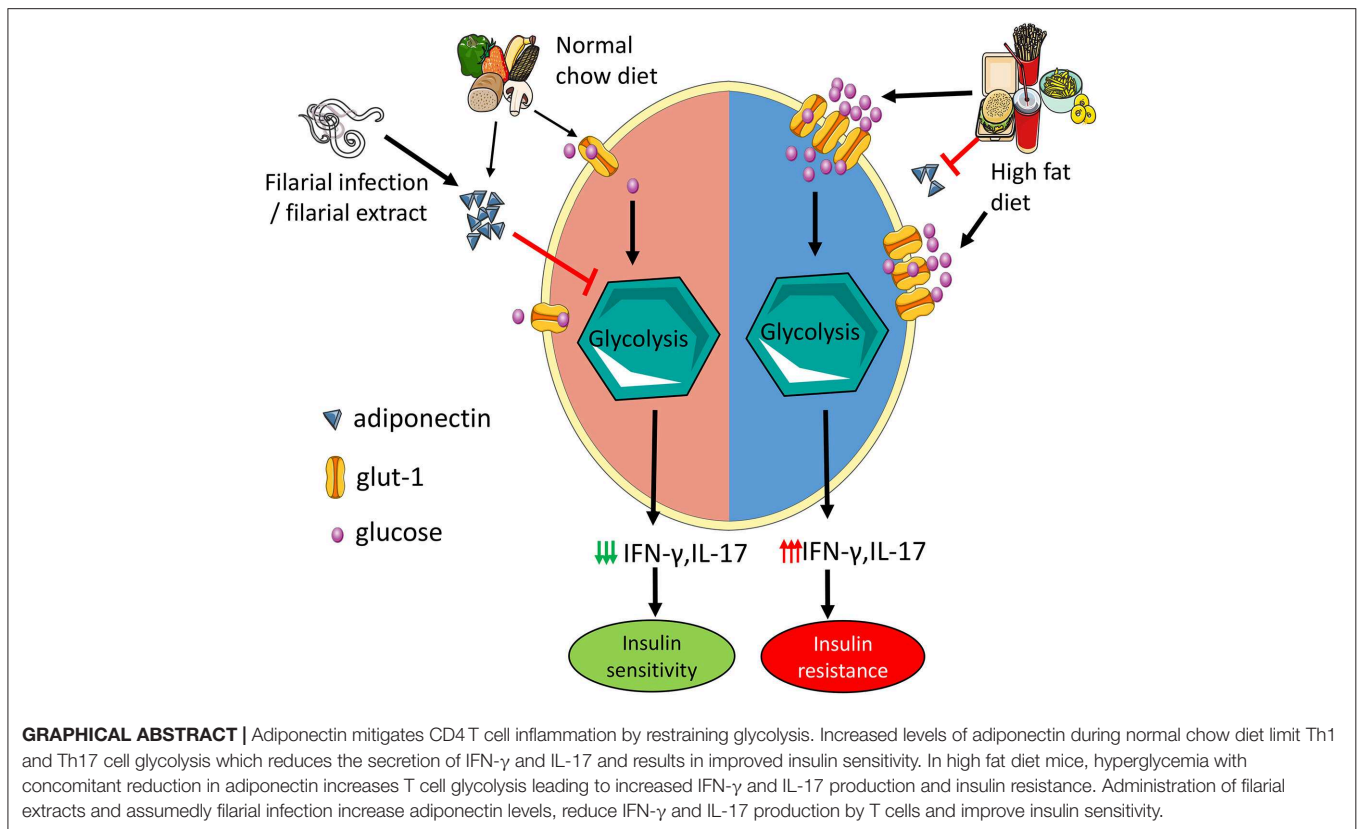 Normal
chow diet
Filarial infection
/ filarial extract
High fat
diet
Glycolysis
Glycolysis
adiponectin
glut-1
glucose
IFN-γ,IL-17
IFN-γ,IL-17
Insulin
sensitivity
Insulin
resistance
GRAPHICAL ABSTRACT | Adiponectin mitigates CD4 T cell inflammation by restraining glycolysis. Increased levels of adiponectin during normal chow diet limit Th1
and Th17 cell glycolysis which reduces the secretion of IFN-γ and IL-17 and results in improved insulin sensitivity. In high fat diet mice, hyperglycemia with
concomitant reduction in adiponectin increases T cell glycolysis leading to increased IFN-γ and IL-17 production and insulin resistance. Administration of filarial
extracts and assumedly filarial infection increase adiponectin levels, reduce IFN-γ and IL-17 production by T cells and improve insulin sensitivity.